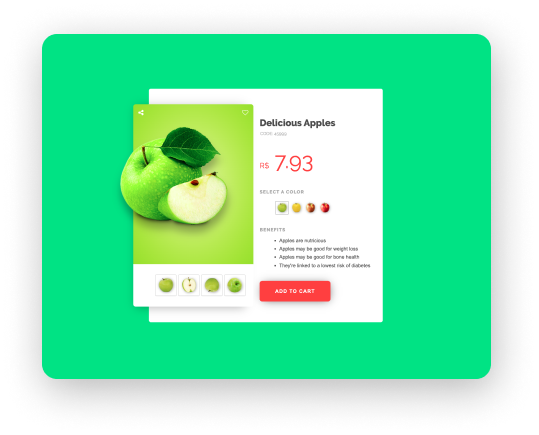 Delicious Apples
CODE: 45999
R$ 7.93
SELECT A COLOR
BENEFITS
Apples are nutricious
Apples may be good for weight loss
Apples may be good for bone health
They're linked to a lowest risk of diabetes
ADD TO CART